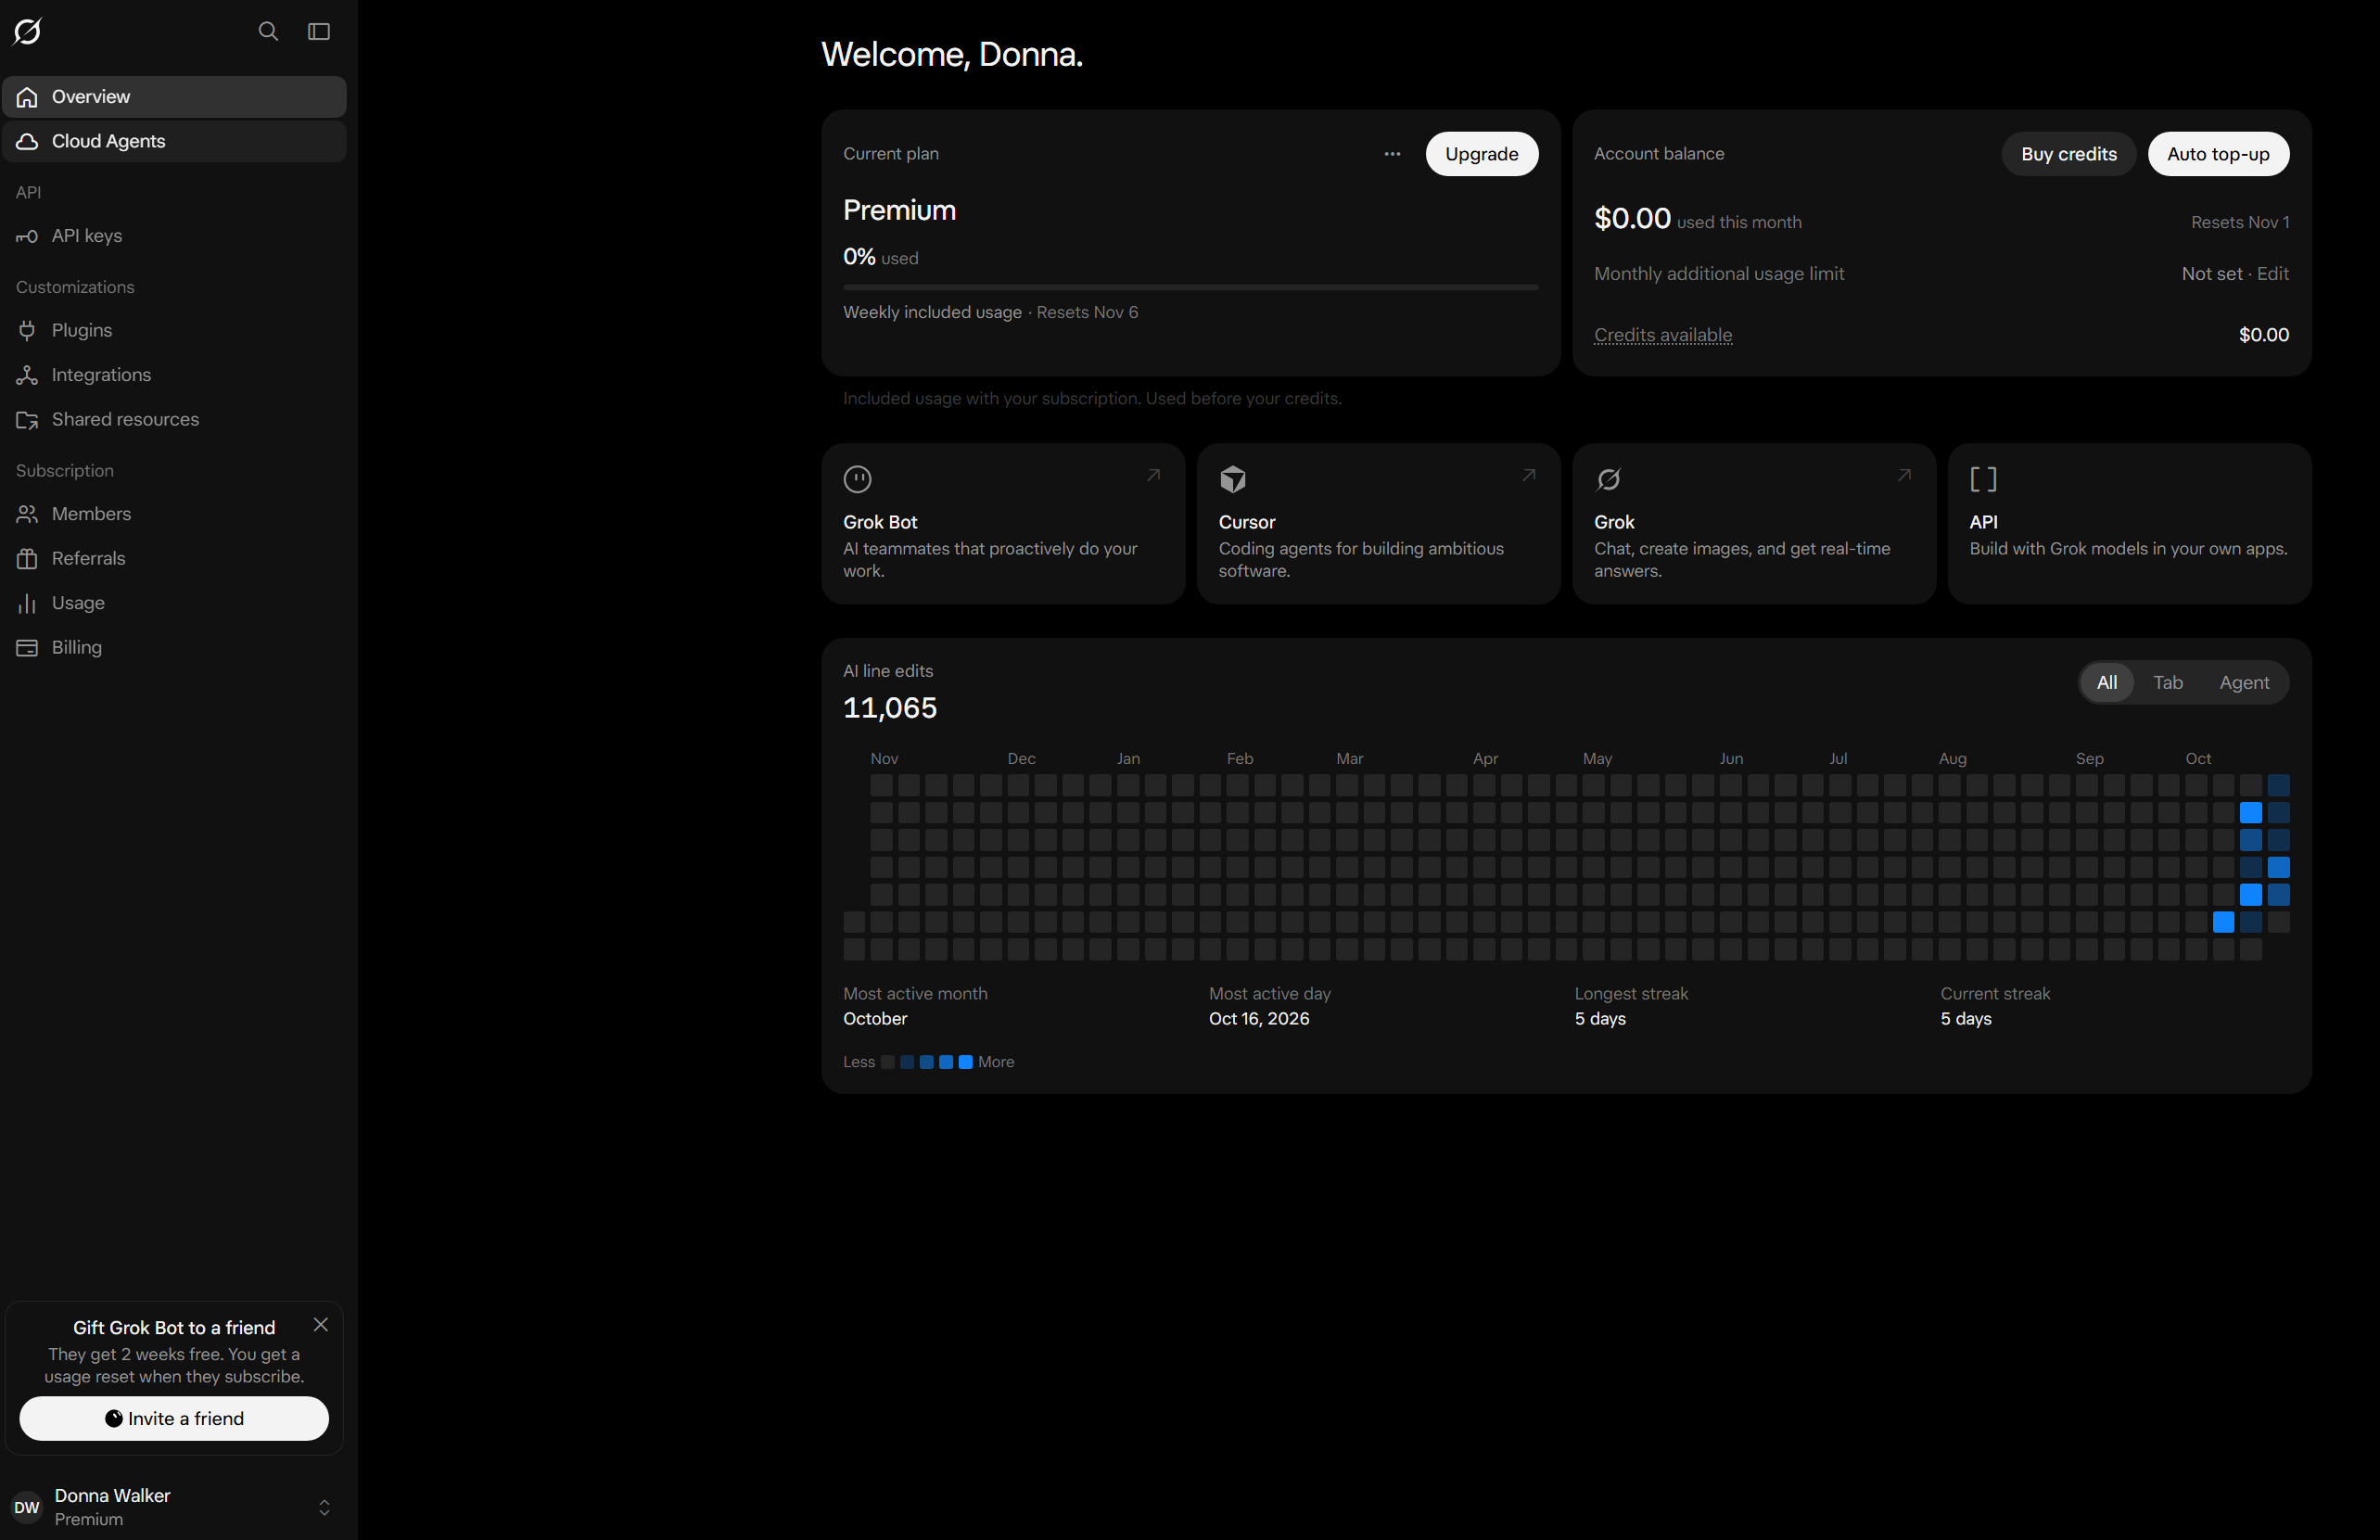 Overview
Cloud Agents
API
API keys
Customizations
Plugins
Integrations
Shared resources
Subscription
Members
Referrals
Usage
Billing
Gift Grok Bot to a friend
They get 2 weeks free. You get a
usage reset when they subscribe.
Invite a friend
DW
Donna Walker
Premium
Welcome, Donna.
Current plan
Upgrade
Premium
0% used
Weekly included usage · Resets Nov 6
Included usage with your subscription. Used before your credits.
Account balance
Buy credits
Auto top-up
$0.00 used this month
Resets Nov 1
Monthly additional usage limit
Not set · Edit
Credits available
$0.00
Grok Bot
AI teammates that proactively do your
work.
Cursor
Coding agents for building ambitious
software.
Grok
Chat, create images, and get real-time
answers.
API
Build with Grok models in your own apps.
AI line edits
11,065
All Tab Agent
Nov Dec Jan Feb Mar Apr May Jun Jul Aug Sep Oct
Most active month
October
Most active day
Oct 16, 2026
Longest streak
5 days
Current streak
5 days
Less More